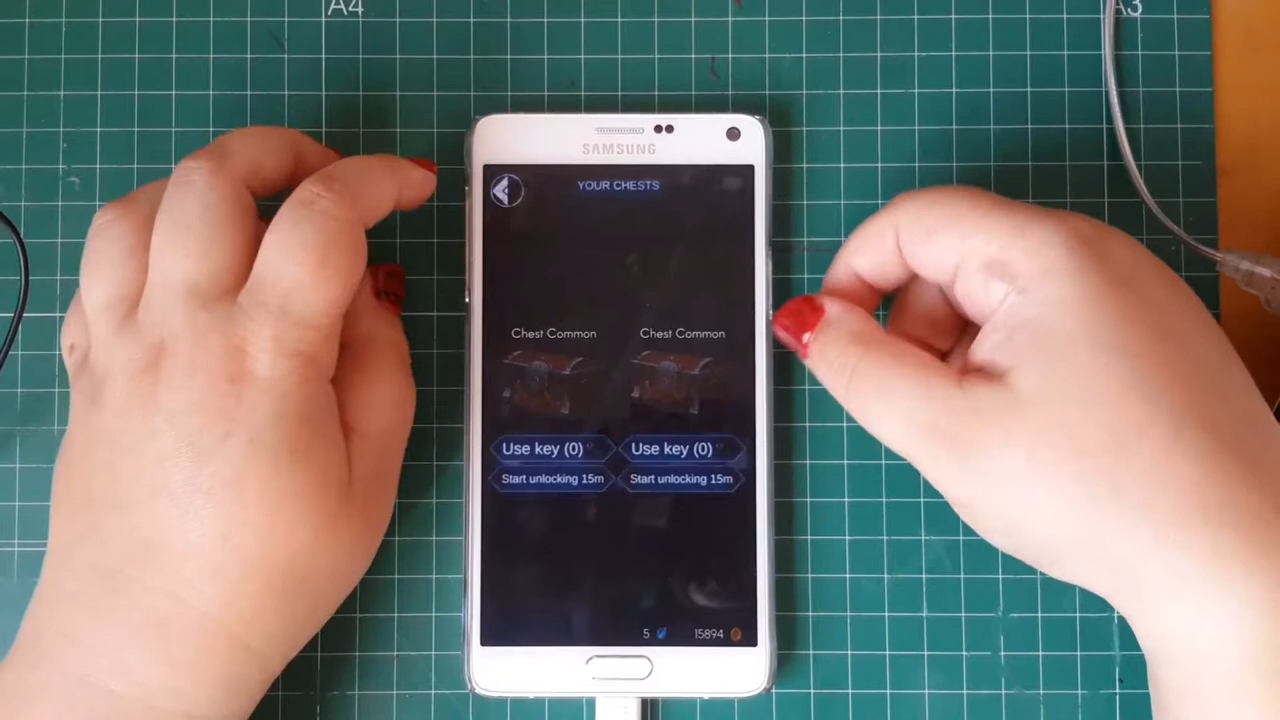 A4
A3
SAMSUNG
YOUR CHESTS
Chest Common
Chest Common
Use key (0)
Use key (0)
Start unlocking 15m
Start unlocking 15m
5
15894